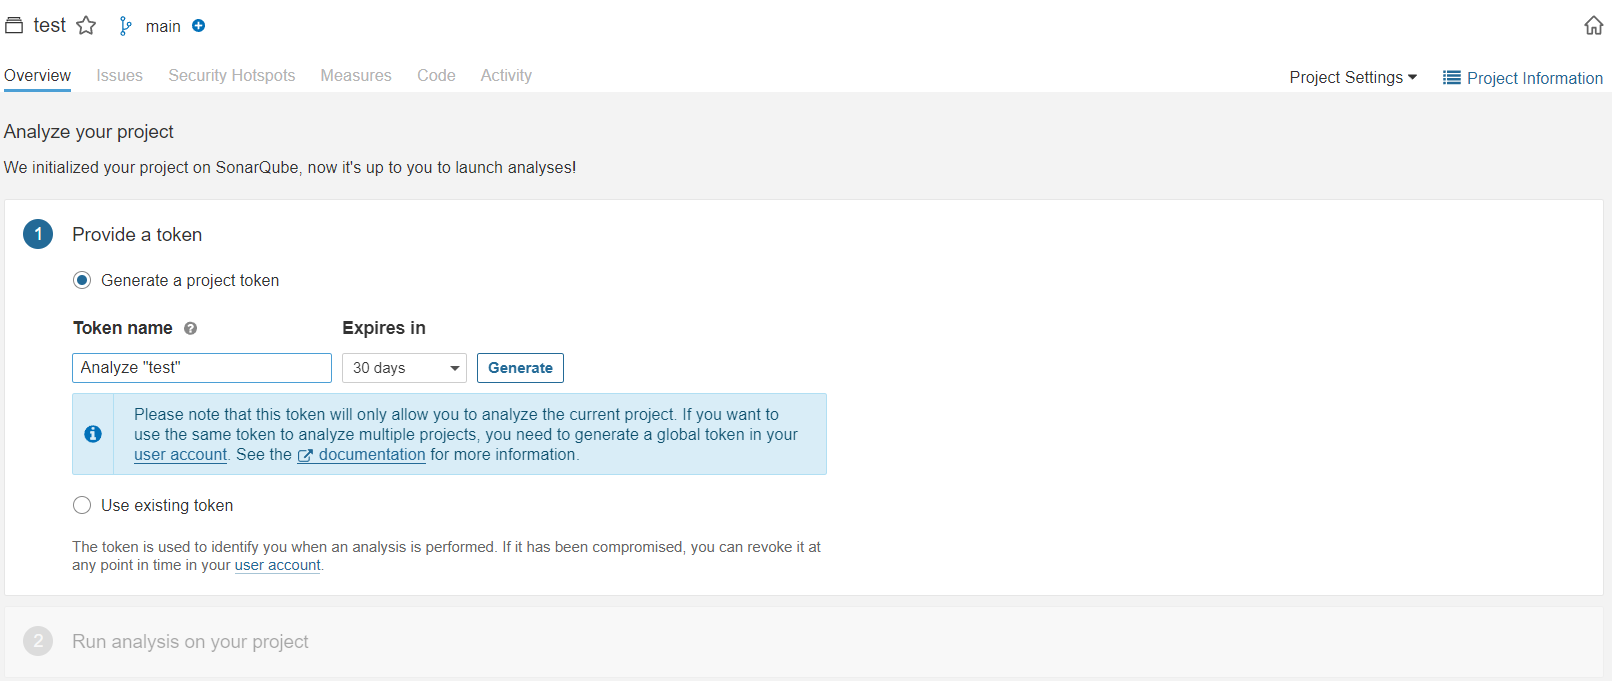 test main
Overview Issues Security Hotspots Measures Code Activity Project Settings Project Information
Analyze your project
We initialized your project on SonarQube, now it's up to you to launch analyses!
1 Provide a token
Generate a project token
Token name ? Expires in
Analyze "test" 30 days Generate
Please note that this token will only allow you to analyze the current project. If you want to
use the same token to analyze multiple projects, you need to generate a global token in your
user account. See the documentation for more information.
Use existing token
The token is used to identify you when an analysis is performed. If it has been compromised, you can revoke it at
any point in time in your user account.
2 Run analysis on your project